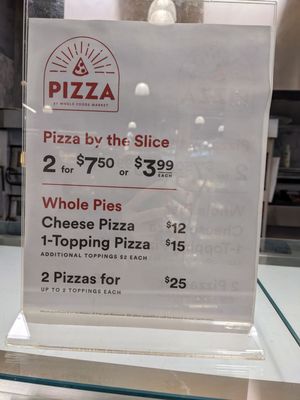 PIZZA
BY WHOLE FOODS MARKET
Pizza by the Slice
2 for $7.50 or $3.99 EACH
Whole Pies
Cheese Pizza $12
1-Topping Pizza $15
ADDITIONAL TOPPINGS $2 EACH
2 Pizzas for $25
UP TO 2 TOPPINGS EACH